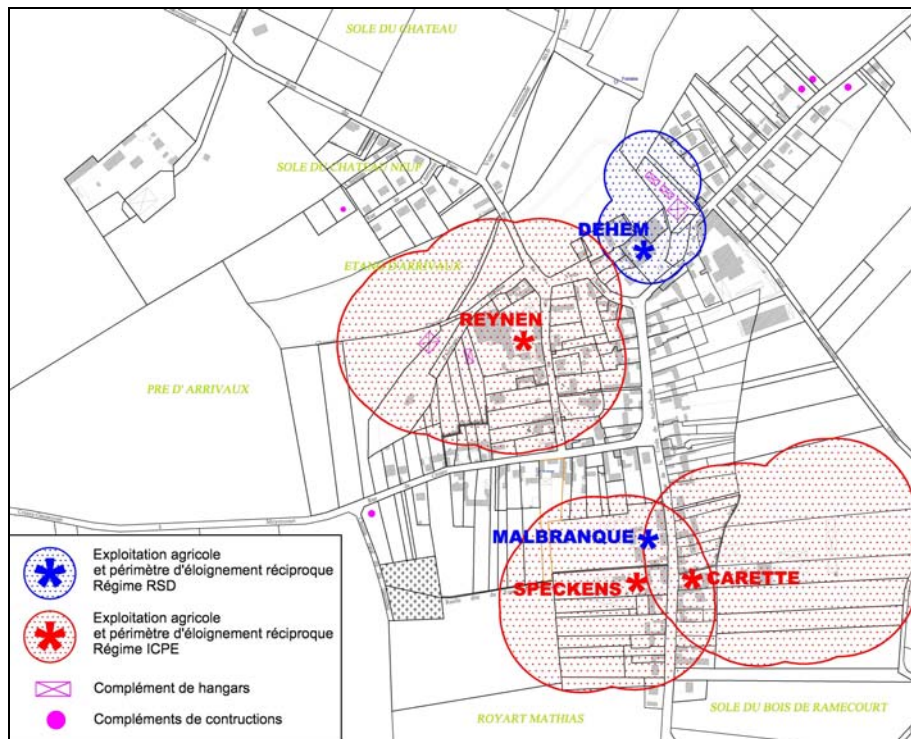 SOLE DU CHATEAU
SOLE DU CHATEAU NEUF
DEHEM
ETANG D'ARRIVAUX
REYNEN
PRE D' ARRIVAUX
MALBRANQUE
SPECKENS
CARETTE
Exploitation agricole
et périmètre d'éloignement réciproque
Régime RSD
Exploitation agricole
et périmètre d'éloignement réciproque
Régime ICPE
Complément de hangars
Compléments de contructions
ROYART MATHIAS
SOLE DU BOIS DE RAMECOURT